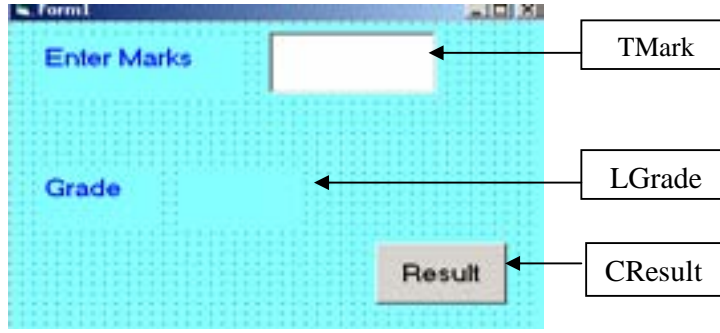 Form1
Enter Marks
TMark
Grade
LGrade
Result
CResult